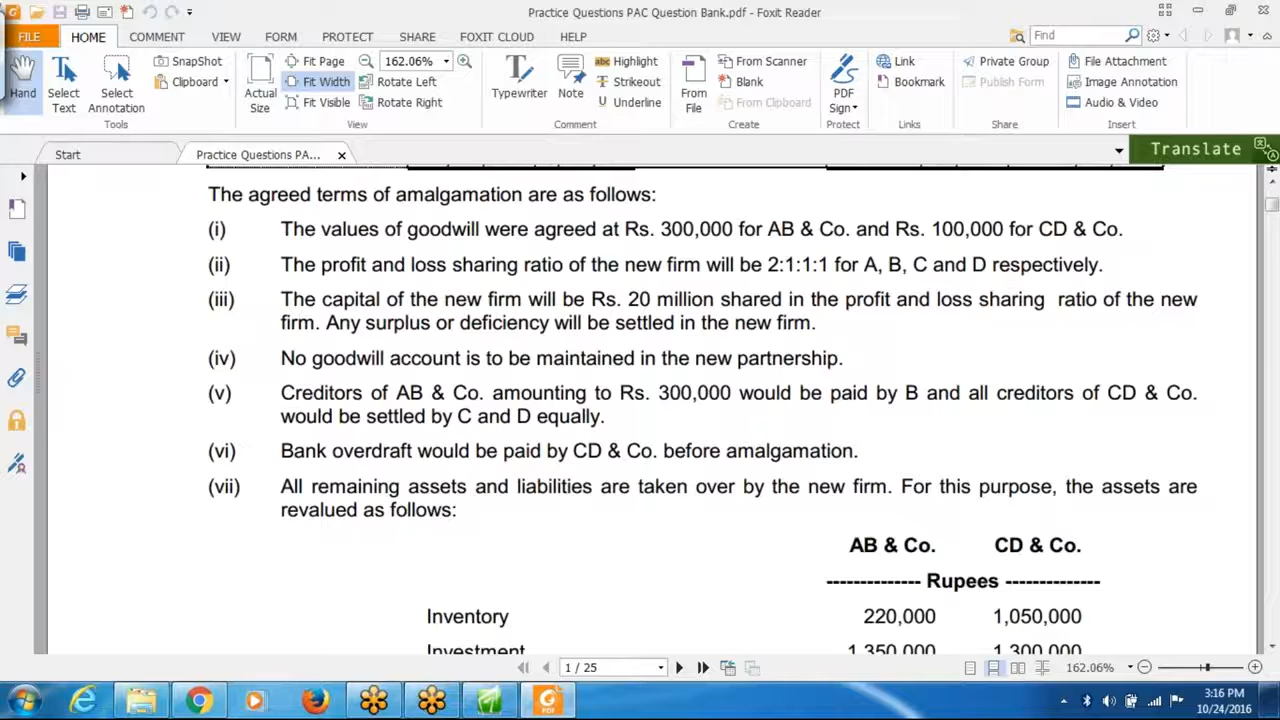 Practice Questions PAC Question Bank.pdf - Foxit Reader
FILE HOME COMMENT VIEW FORM PROTECT SHARE FOXIT CLOUD HELP Find
Hand Select Text Select Annotation SnapShot Clipboard Tools
Actual Size Fit Page Fit Width Fit Visible 162.06% Rotate Left Rotate Right View
Typewriter Note Highlight Strikeout Underline Comment
From File From Scanner Blank From Clipboard Create
PDF Sign Protect
Link Bookmark Links
Private Group Publish Form Share
File Attachment Image Annotation Audio & Video Insert
Start Practice Questions PA... Translate
The agreed terms of amalgamation are as follows:
(i) The values of goodwill were agreed at Rs. 300,000 for AB & Co. and Rs. 100,000 for CD & Co.
(ii) The profit and loss sharing ratio of the new firm will be 2:1:1:1 for A, B, C and D respectively.
(iii) The capital of the new firm will be Rs. 20 million shared in the profit and loss sharing ratio of the new
firm. Any surplus or deficiency will be settled in the new firm.
(iv) No goodwill account is to be maintained in the new partnership.
(v) Creditors of AB & Co. amounting to Rs. 300,000 would be paid by B and all creditors of CD & Co.
would be settled by C and D equally.
(vi) Bank overdraft would be paid by CD & Co. before amalgamation.
(vii) All remaining assets and liabilities are taken over by the new firm. For this purpose, the assets are
revalued as follows:
AB & Co. CD & Co.
-------------- Rupees --------------
Inventory 220,000 1,050,000
Investment 1,350,000 1,300,000
1 / 25 162.06%
3:16 PM
10/24/2016